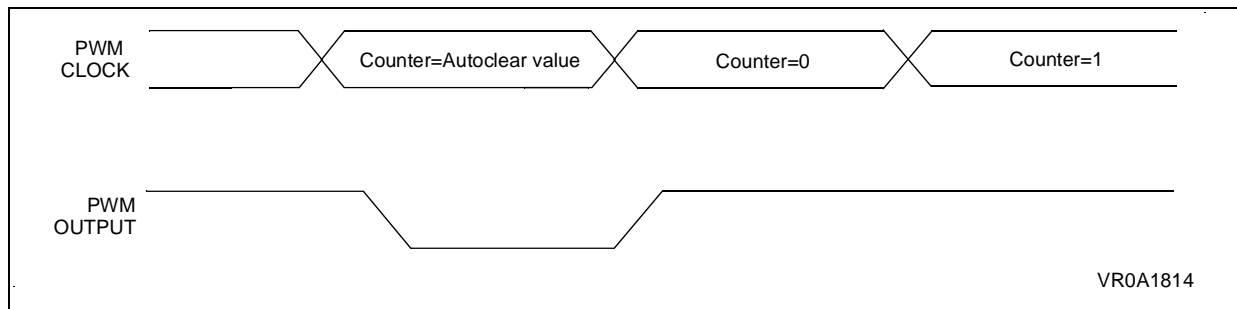 PWM
CLOCK
Counter=Autoclear value
Counter=0
Counter=1
PWM
OUTPUT
VR0A1814